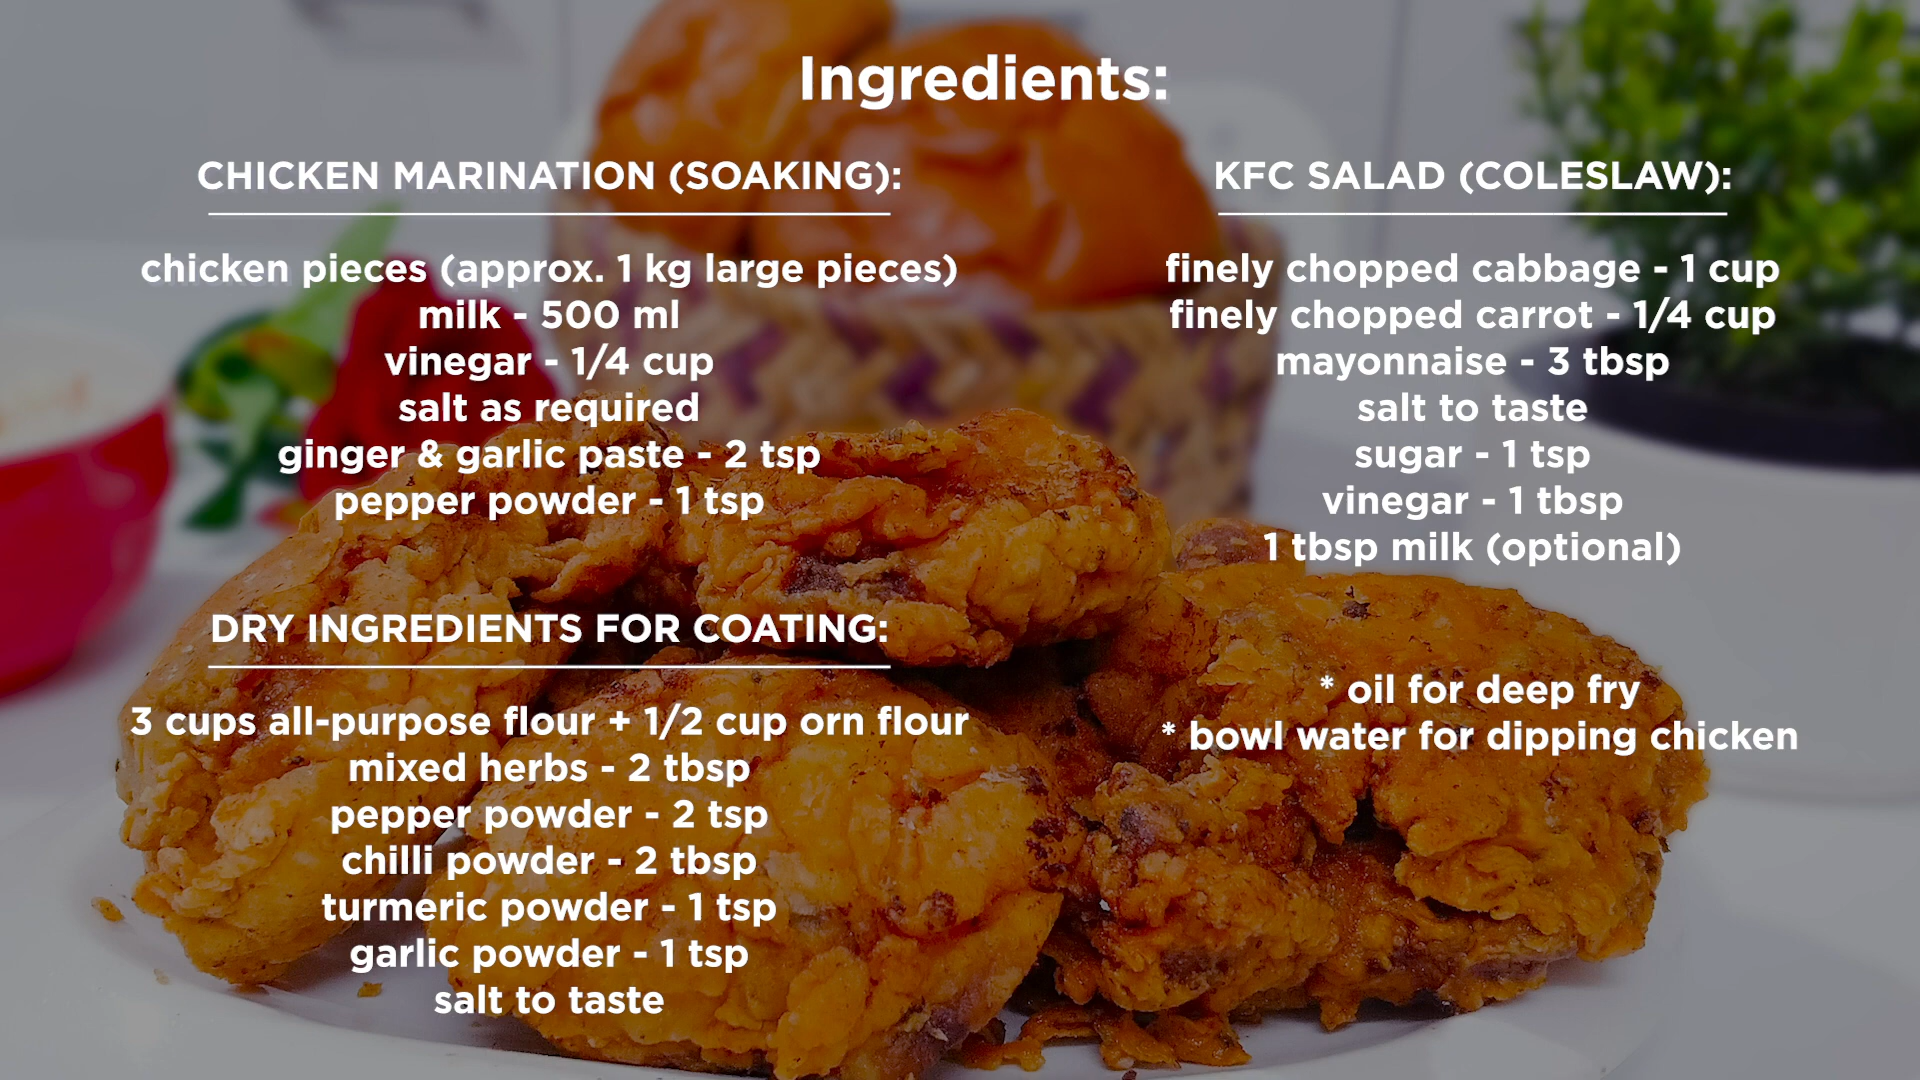 Ingredients:
CHICKEN MARINATION (SOAKING):
chicken pieces (approx. 1 kg large pieces)
milk - 500 ml
vinegar - 1/4 cup
salt as required
ginger & garlic paste - 2 tsp
pepper powder - 1 tsp
DRY INGREDIENTS FOR COATING:
3 cups all-purpose flour + 1/2 cup orn flour
mixed herbs - 2 tbsp
pepper powder - 2 tsp
chilli powder - 2 tbsp
turmeric powder - 1 tsp
garlic powder - 1 tsp
salt to taste
KFC SALAD (COLESLAW):
finely chopped cabbage - 1 cup
finely chopped carrot - 1/4 cup
mayonnaise - 3 tbsp
salt to taste
sugar - 1 tsp
vinegar - 1 tbsp
1 tbsp milk (optional)
* oil for deep fry
* bowl water for dipping chicken